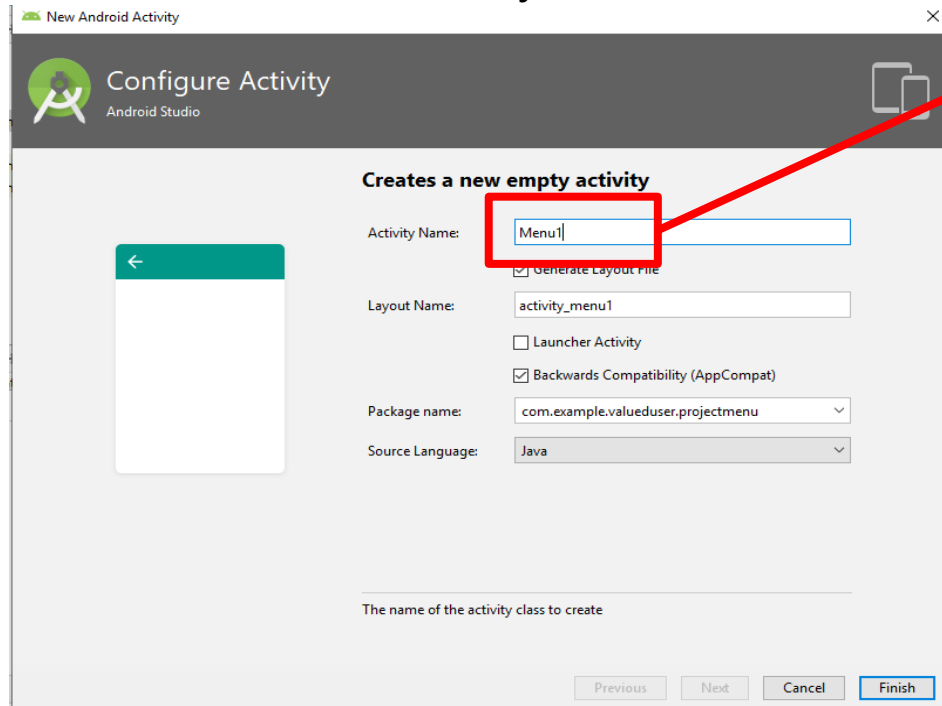 New Android Activity
Configure Activity
Android Studio
Creates a new empty activity
Activity Name: Menu1
Generate Layout File
Layout Name: activity_menu1
Launcher Activity
Backwards Compatibility (AppCompat)
Package name: com.example.valueduser.projectmenu
Source Language: Java
The name of the activity class to create
Previous Next Cancel Finish